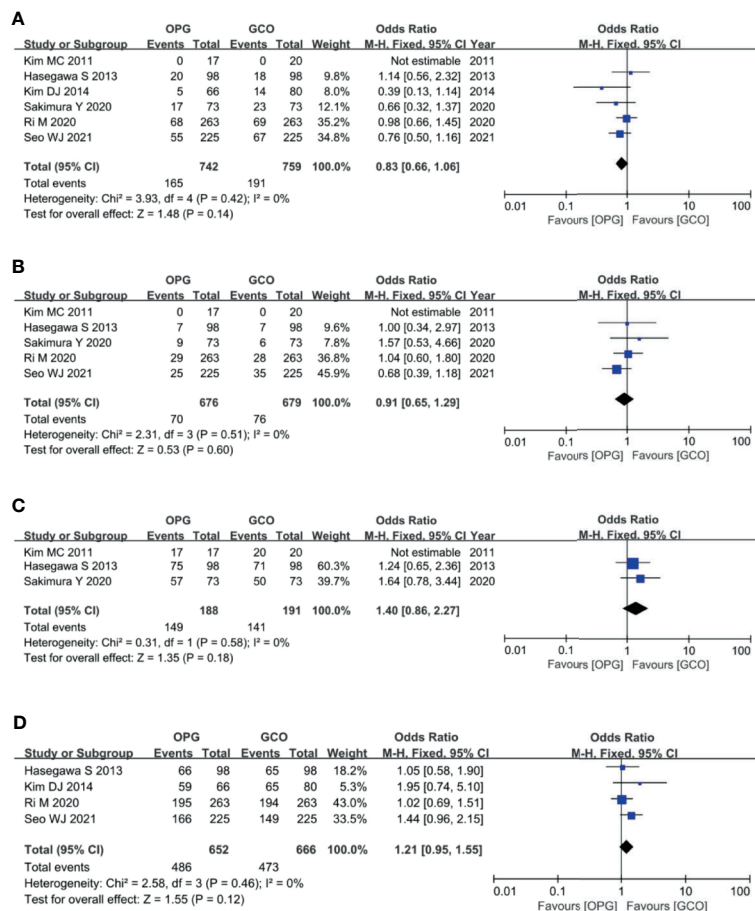 A
OPG GCO Odds Ratio Odds Ratio
Study or Subgroup Events Total Events Total Weight M-H, Fixed, 95% CI Year M-H, Fixed, 95% CI
Kim MC 2011 0 17 0 20 Not estimable 2011
Hasegawa S 2013 20 98 18 98 9.8% 1.14 [0.56, 2.32] 2013
Kim DJ 2014 5 66 14 80 8.0% 0.39 [0.13, 1.14] 2014
Sakimura Y 2020 17 73 23 73 12.1% 0.66 [0.32, 1.37] 2020
Ri M 2020 68 263 69 263 35.2% 0.98 [0.66, 1.45] 2020
Seo WJ 2021 55 225 67 225 34.8% 0.76 [0.50, 1.16] 2021
Total (95% CI) 742 759 100.0% 0.83 [0.66, 1.06]
Total events 165 191
Heterogeneity: Chi² = 3.93, df = 4 (P = 0.42); I² = 0%
Test for overall effect: Z = 1.48 (P = 0.14)
0.01 0.1 1 10 100
Favours [OPG] Favours [GCO]
B
OPG GCO Odds Ratio Odds Ratio
Study or Subgroup Events Total Events Total Weight M-H, Fixed, 95% CI Year M-H, Fixed, 95% CI
Kim MC 2011 0 17 0 20 Not estimable 2011
Hasegawa S 2013 7 98 7 98 9.6% 1.00 [0.34, 2.97] 2013
Sakimura Y 2020 9 73 6 73 7.8% 1.57 [0.53, 4.66] 2020
Ri M 2020 29 263 28 263 36.8% 1.04 [0.60, 1.80] 2020
Seo WJ 2021 25 225 35 225 45.9% 0.68 [0.39, 1.18] 2021
Total (95% CI) 676 679 100.0% 0.91 [0.65, 1.29]
Total events 70 76
Heterogeneity: Chi² = 2.31, df = 3 (P = 0.51); I² = 0%
Test for overall effect: Z = 0.53 (P = 0.60)
0.01 0.1 1 10 100
Favours [OPG] Favours [GCO]
C
OPG GCO Odds Ratio Odds Ratio
Study or Subgroup Events Total Events Total Weight M-H, Fixed, 95% CI Year M-H, Fixed, 95% CI
Kim MC 2011 17 17 20 20 Not estimable 2011
Hasegawa S 2013 75 98 71 98 60.3% 1.24 [0.65, 2.36] 2013
Sakimura Y 2020 57 73 50 73 39.7% 1.64 [0.78, 3.44] 2020
Total (95% CI) 188 191 100.0% 1.40 [0.86, 2.27]
Total events 149 141
Heterogeneity: Chi² = 0.31, df = 1 (P = 0.58); I² = 0%
Test for overall effect: Z = 1.35 (P = 0.18)
0.01 0.1 1 10 100
Favours [OPG] Favours [GCO]
D
OPG GCO Odds Ratio Odds Ratio
Study or Subgroup Events Total Events Total Weight M-H, Fixed, 95% CI M-H, Fixed, 95% CI
Hasegawa S 2013 66 98 65 98 18.2% 1.05 [0.58, 1.90]
Kim DJ 2014 59 66 65 80 5.3% 1.95 [0.74, 5.10]
Ri M 2020 195 263 194 263 43.0% 1.02 [0.69, 1.51]
Seo WJ 2021 166 225 149 225 33.5% 1.44 [0.96, 2.15]
Total (95% CI) 652 666 100.0% 1.21 [0.95, 1.55]
Total events 486 473
Heterogeneity: Chi² = 2.58, df = 3 (P = 0.46); I² = 0%
Test for overall effect: Z = 1.55 (P = 0.12)
0.01 0.1 1 10 100
Favours [OPG] Favours [GCO]